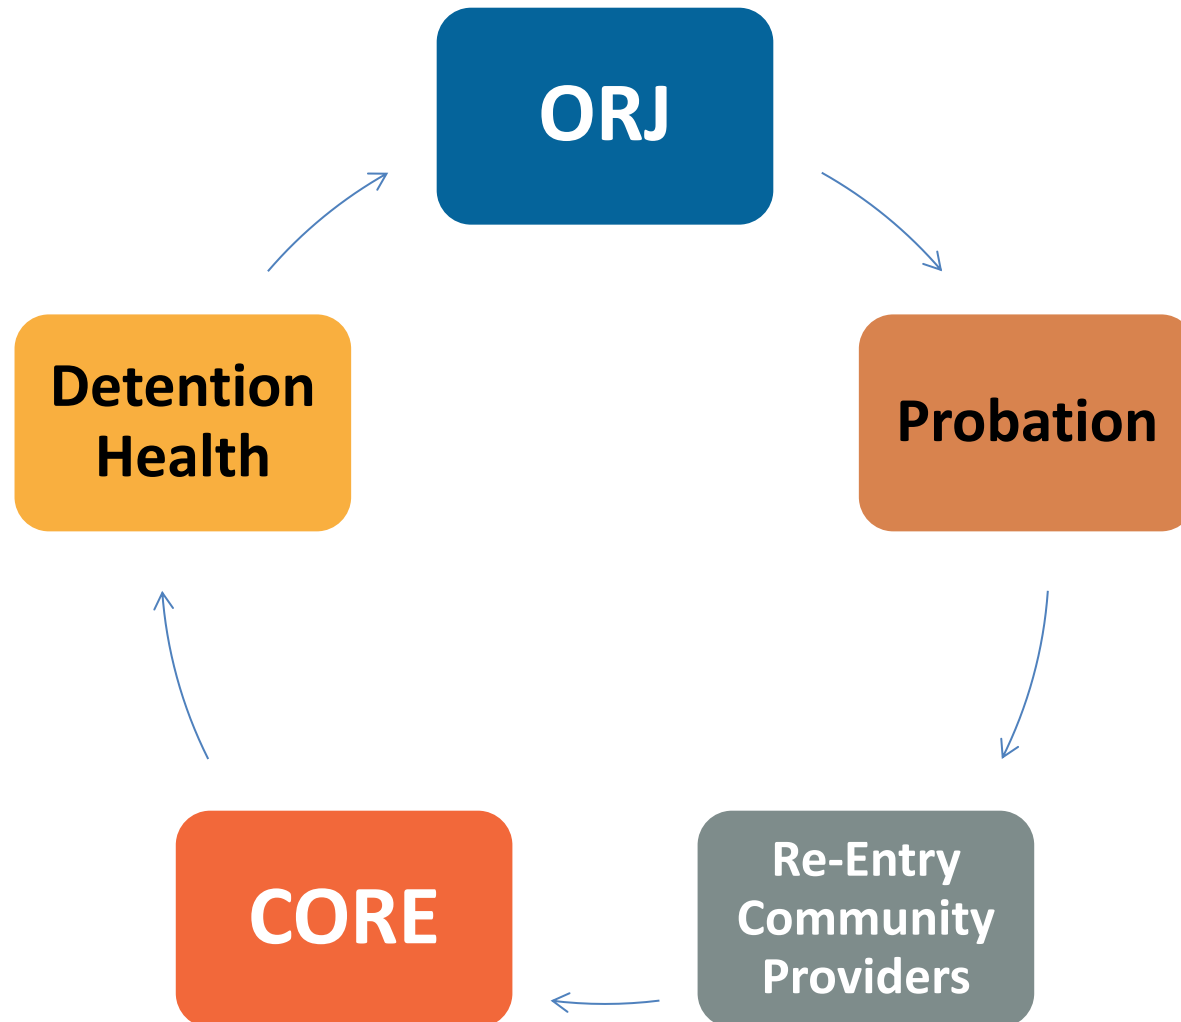 ORJ
Detention
Health
Probation
CORE
Re-Entry
Community
Providers